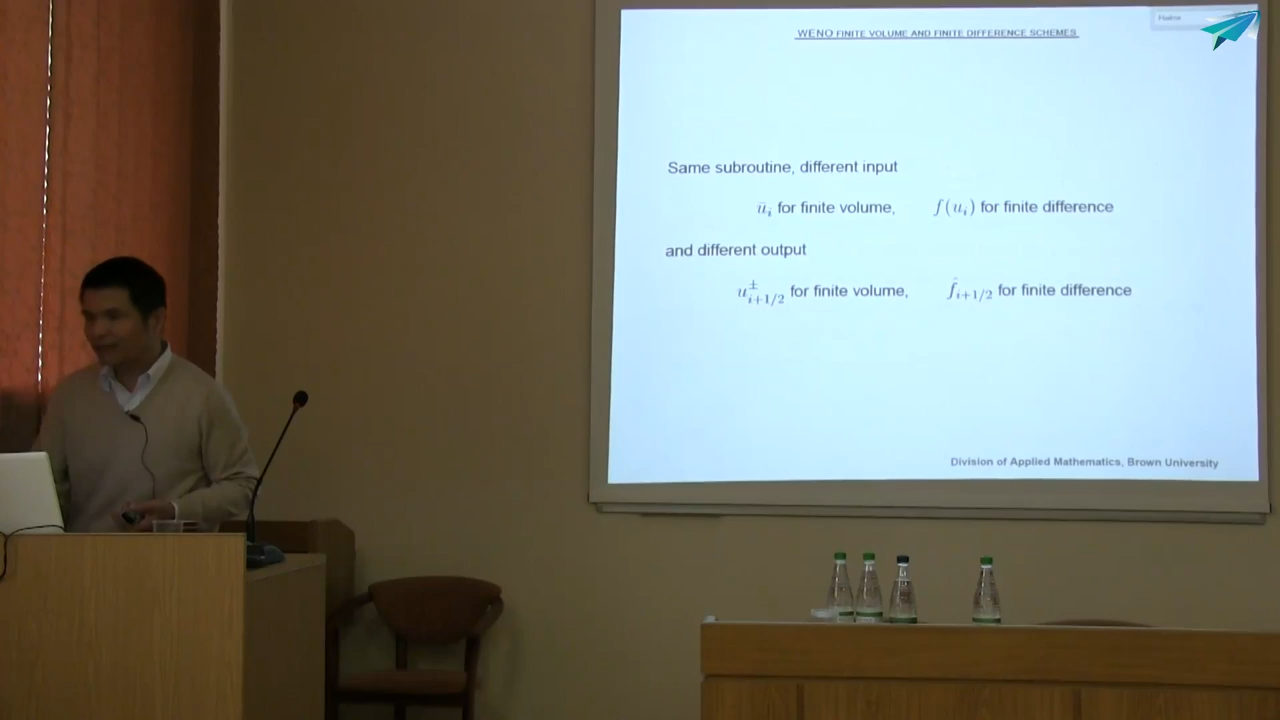 WENO FINITE VOLUME AND FINITE DIFFERENCE SCHEMES
Same subroutine, different input
ū_i for finite volume, f(u_i) for finite difference
and different output
u^±_{i+1/2} for finite volume, f̂_{i+1/2} for finite difference
Division of Applied Mathematics, Brown University